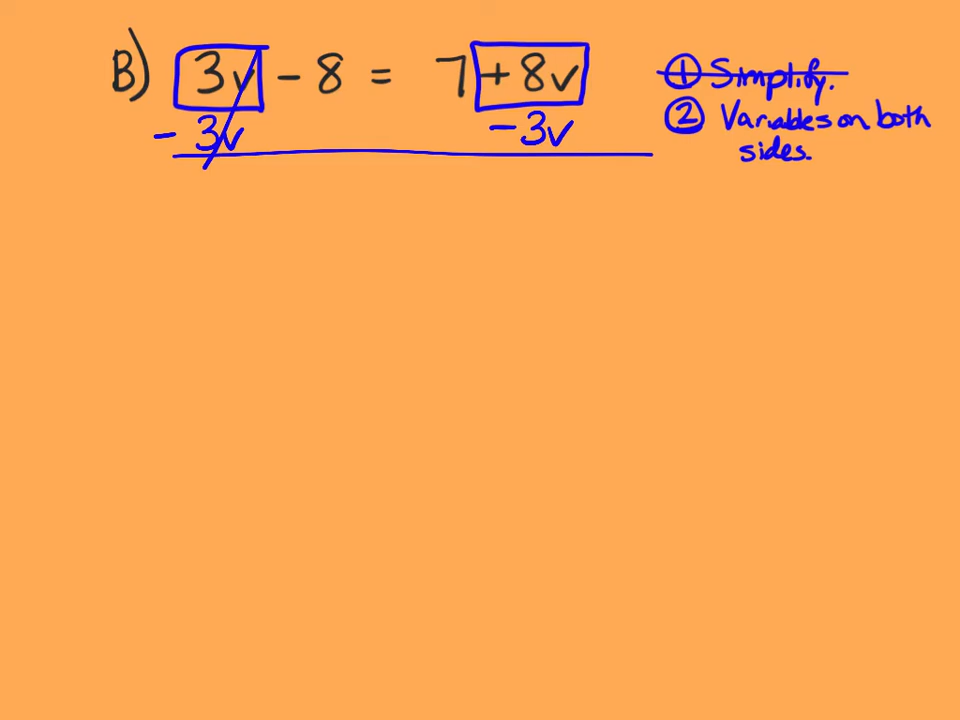 B) 3v - 8 = 7 + 8v
- 3v - 3v
① Simplify.
② Variables on both
sides.